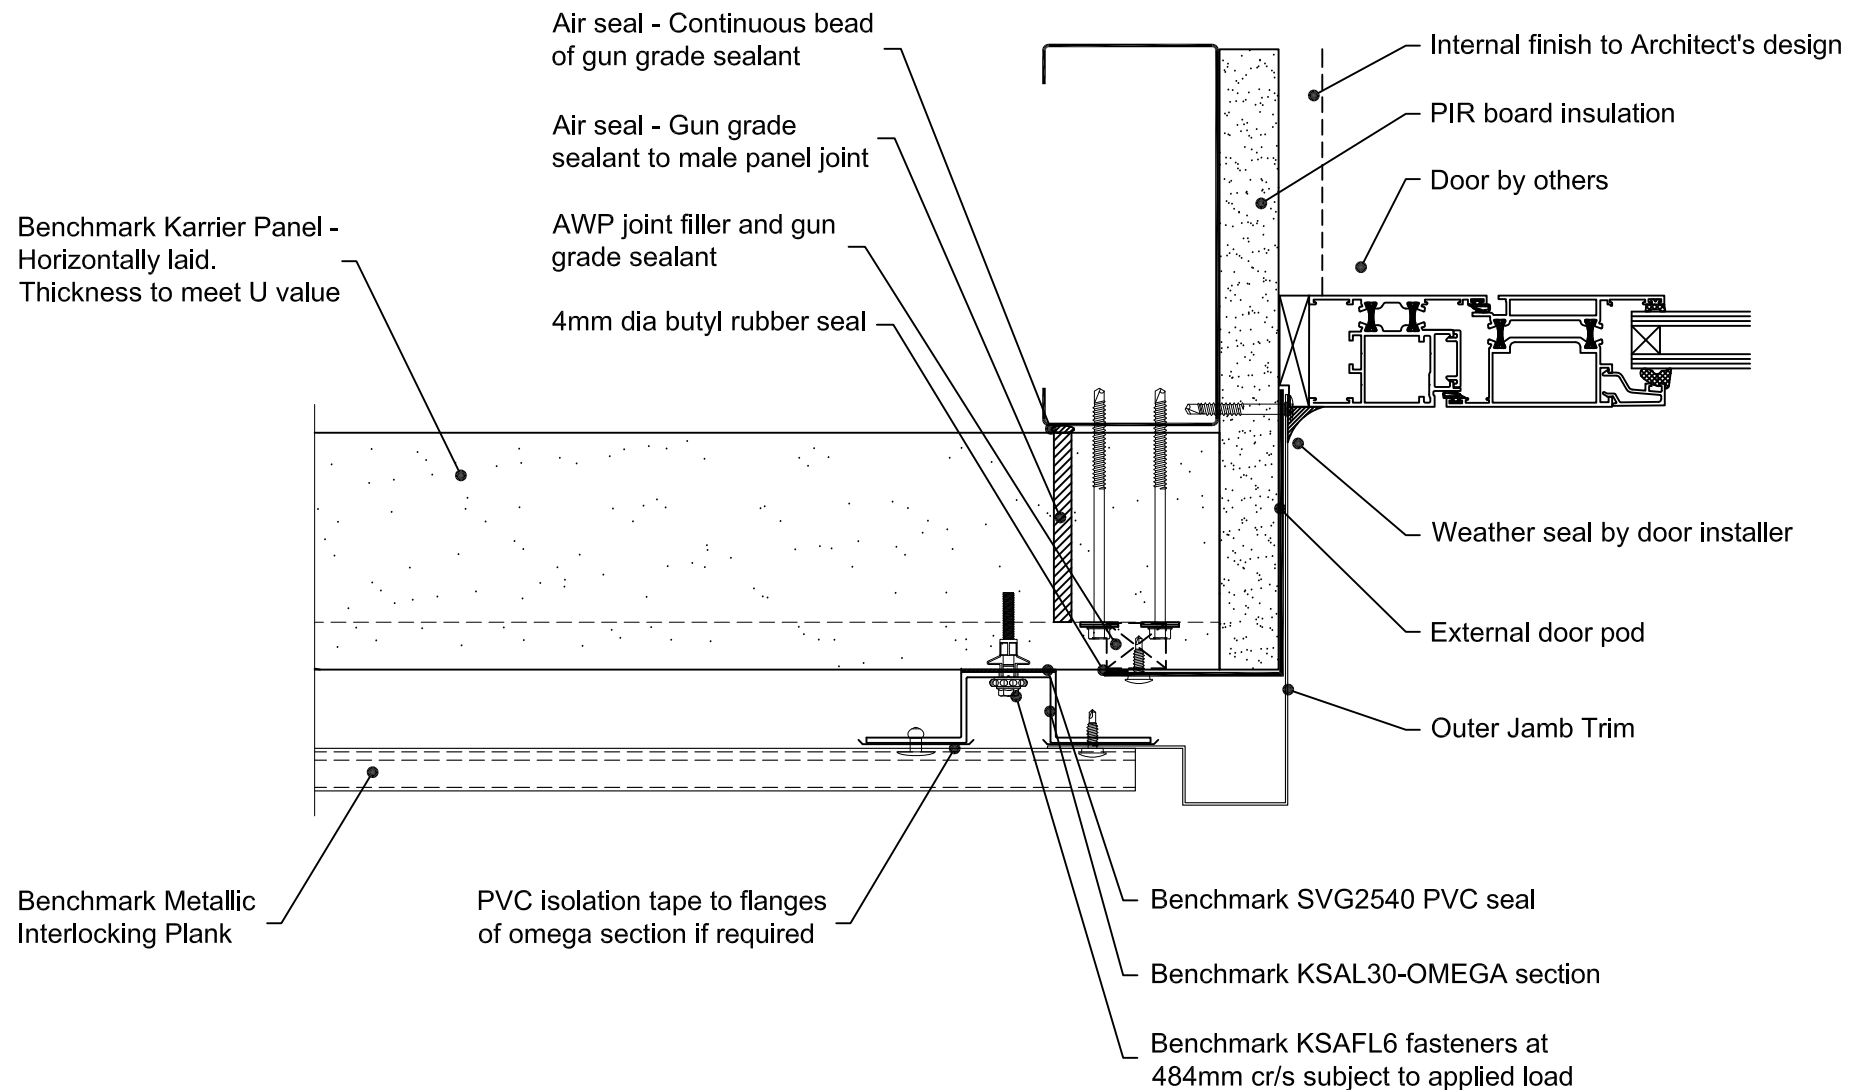 Air seal - Continuous bead
of gun grade sealant
Air seal - Gun grade
sealant to male panel joint
AWP joint filler and gun
grade sealant
4mm dia butyl rubber seal
Benchmark Karrier Panel -
Horizontally laid.
Thickness to meet U value
Internal finish to Architect's design
PIR board insulation
Door by others
Weather seal by door installer
External door pod
Outer Jamb Trim
Benchmark Metallic
Interlocking Plank
PVC isolation tape to flanges
of omega section if required
Benchmark SVG2540 PVC seal
Benchmark KSAL30-OMEGA section
Benchmark KSAFL6 fasteners at
484mm cr/s subject to applied load